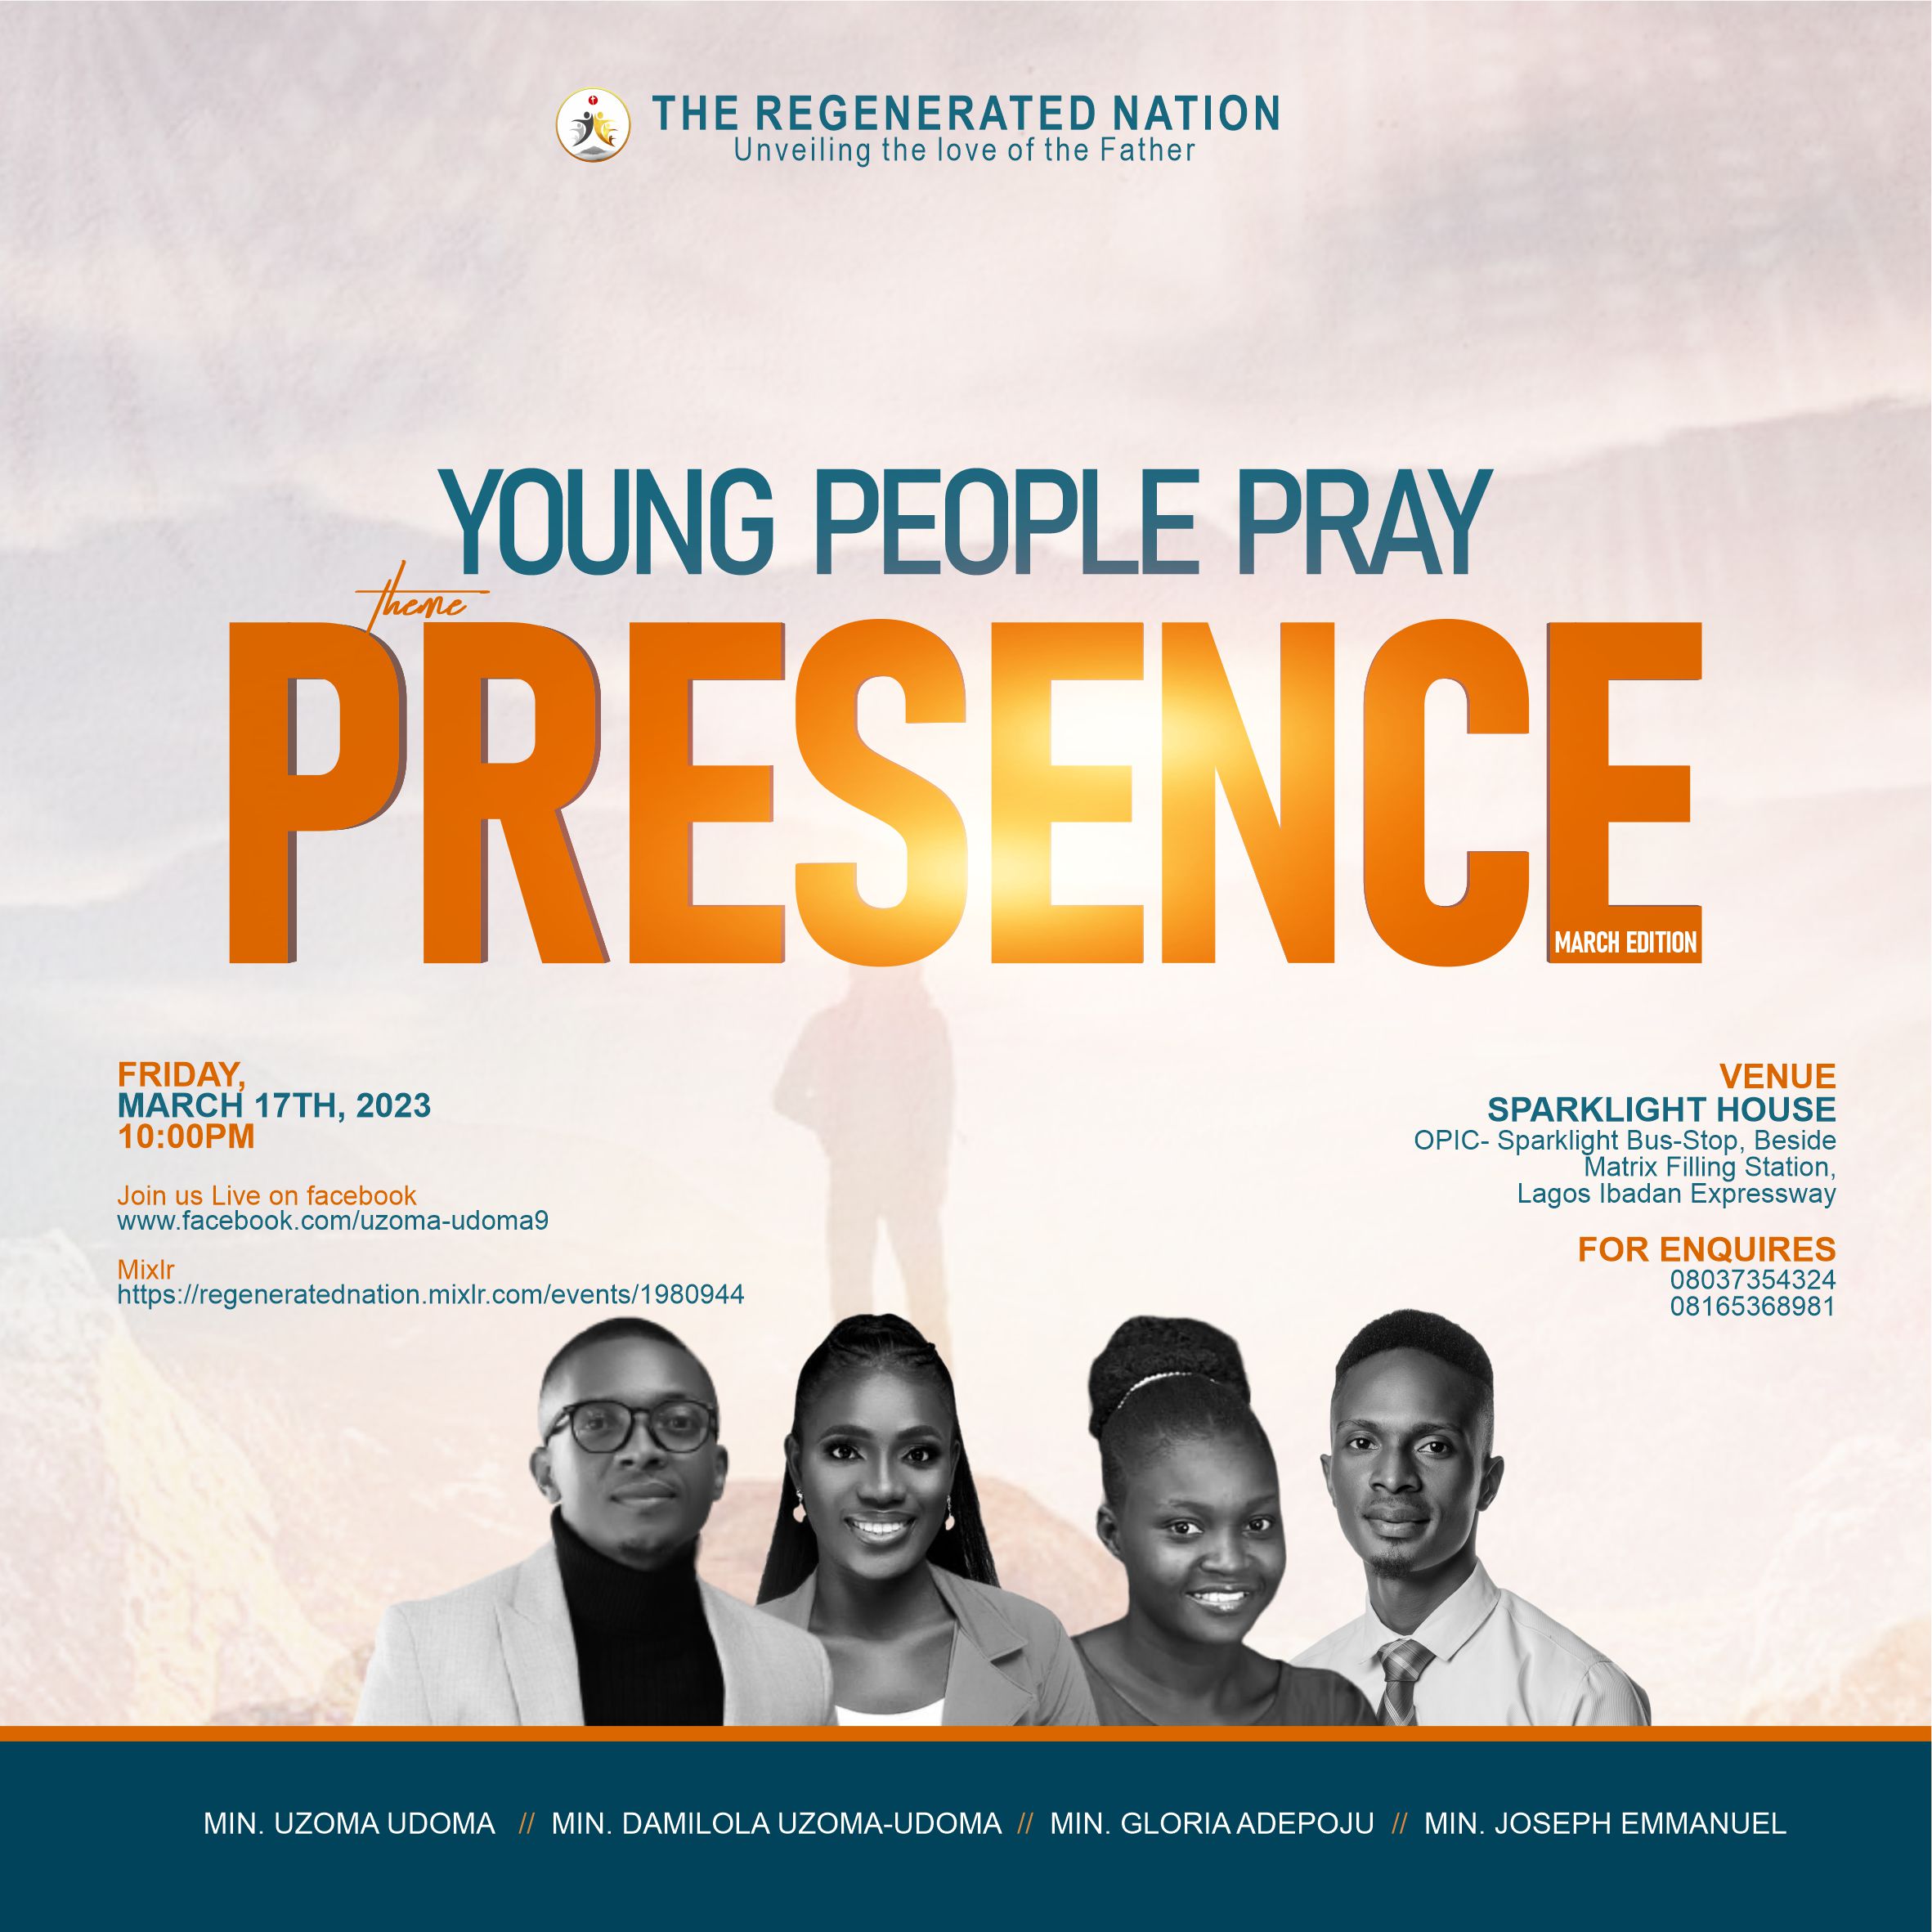 THE REGENERATED NATION
Unveiling the love of the Father
YOUNG PEOPLE PRAY
theme
PRESENCE
MARCH EDITION
FRIDAY,
MARCH 17TH, 2023
10:00PM
Join us Live on facebook
www.facebook.com/uzoma-udoma9
Mixlr
https://regeneratednation.mixlr.com/events/1980944
VENUE
SPARKLIGHT HOUSE
OPIC- Sparklight Bus-Stop, Beside
Matrix Filling Station,
Lagos Ibadan Expressway
FOR ENQUIRES
08037354324
08165368981
MIN. UZOMA UDOMA // MIN. DAMILOLA UZOMA-UDOMA // MIN. GLORIA ADEPOJU // MIN. JOSEPH EMMANUEL